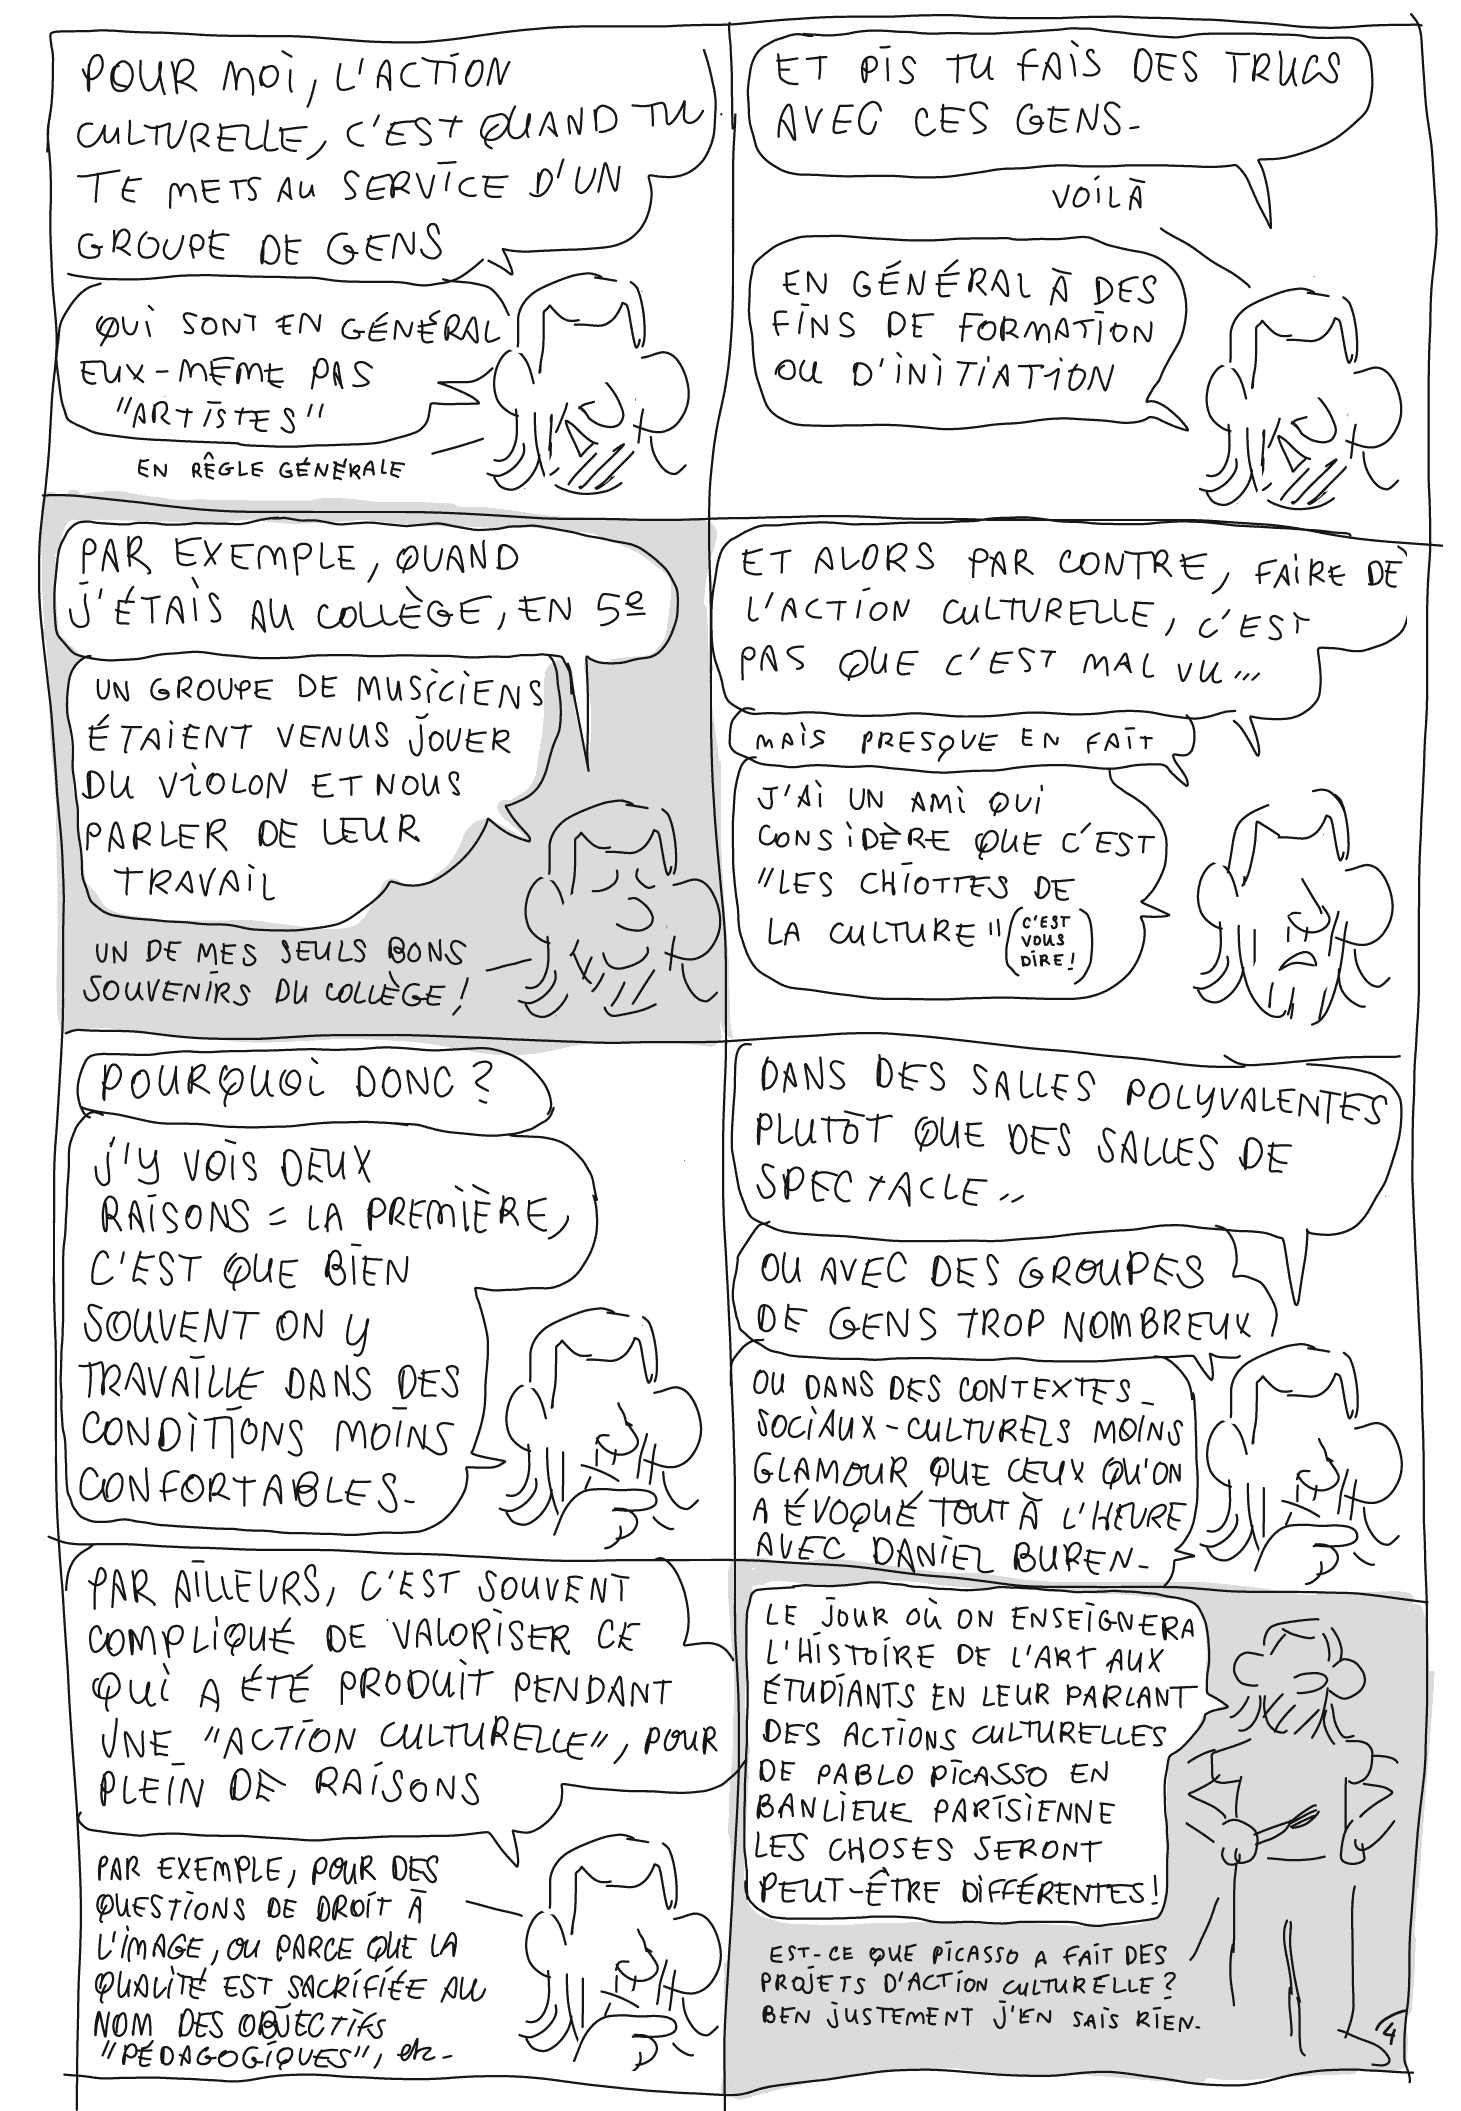 POUR MOI, L'ACTION
CULTURELLE, C'EST QUAND TU
TE METS AU SERVICE D'UN
GROUPE DE GENS
QUI SONT EN GÉNÉRAL
EUX-MÊME PAS
"ARTISTES"
EN RÊGLE GÉNÉRALE
ET PIS TU FAIS DES TRUCS
AVEC CES GENS-
VOILÀ
EN GÉNÉRAL À DES
FINS DE FORMATION
OU D'INITIATION
PAR EXEMPLE, QUAND
J'ÉTAIS AU COLLÈGE, EN 5e
UN GROUPE DE MUSICIENS
ÉTAIENT VENUS JOUER
DU VIOLON ET NOUS
PARLER DE LEUR
TRAVAIL
UN DE MES SEULS BONS
SOUVENIRS DU COLLÈGE!
ET ALORS PAR CONTRE, FAIRE DE
L'ACTION CULTURELLE, C'EST
PAS QUE C'EST MAL VU...
MAIS PRESQUE EN FAIT
J'AI UN AMI QUI
CONSIDÈRE QUE C'EST
"LES CHIOTTES DE
LA CULTURE" (C'EST
VOUS
DIRE!)
POURQUOI DONC?
J'Y VOIS DEUX
RAISONS = LA PREMIÈRE,
C'EST QUE BIEN
SOUVENT ON Y
TRAVAILLE DANS DES
CONDITIONS MOINS
CONFORTABLES-
DANS DES SALLES POLYVALENTES
PLUTÔT QUE DES SALLES DE
SPECTACLE..
OU AVEC DES GROUPES
DE GENS TROP NOMBREUX
OU DANS DES CONTEXTES-
SOCIAUX-CULTURELS MOINS
GLAMOUR QUE CEUX QU'ON
A ÉVOQUÉ TOUT À L'HEURE
AVEC DANIEL BUREN-
PAR AILLEURS, C'EST SOUVENT
COMPLIQUÉ DE VALORISER CE
QUI A ÉTÉ PRODUIT PENDANT
UNE "ACTION CULTURELLE", POUR
PLEIN DE RAISONS
PAR EXEMPLE, POUR DES
QUESTIONS DE DROIT À
L'IMAGE, OU PARCE QUE LA
QUALITÉ EST SACRIFIÉE AU
NOM DES OBJECTIFS
"PÉDAGOGIQUES", etc-
LE JOUR OÙ ON ENSEIGNERA
L'HISTOIRE DE L'ART AUX
ÉTUDIANTS EN LEUR PARLANT
DES ACTIONS CULTURELLES
DE PABLO PICASSO EN
BANLIEUE PARISIENNE
LES CHOSES SERONT
PEUT-ÊTRE DIFFÉRENTES!
EST-CE QUE PICASSO A FAIT DES
PROJETS D'ACTION CULTURELLE?
BEN JUSTEMENT J'EN SAIS RIEN-
4